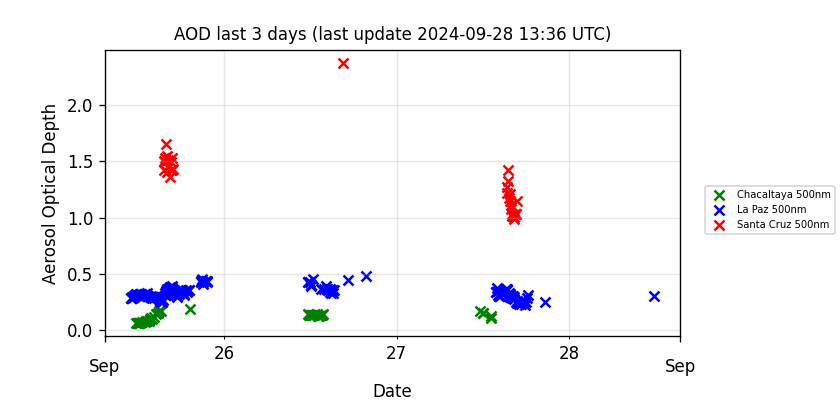 AOD last 3 days (last update 2024-09-28 13:36 UTC)
Aerosol Optical Depth
2.0
1.5
1.0
0.5
0.0
26
27
28
Sep
Sep
Date
Chacaltaya 500nm
La Paz 500nm
Santa Cruz 500nm